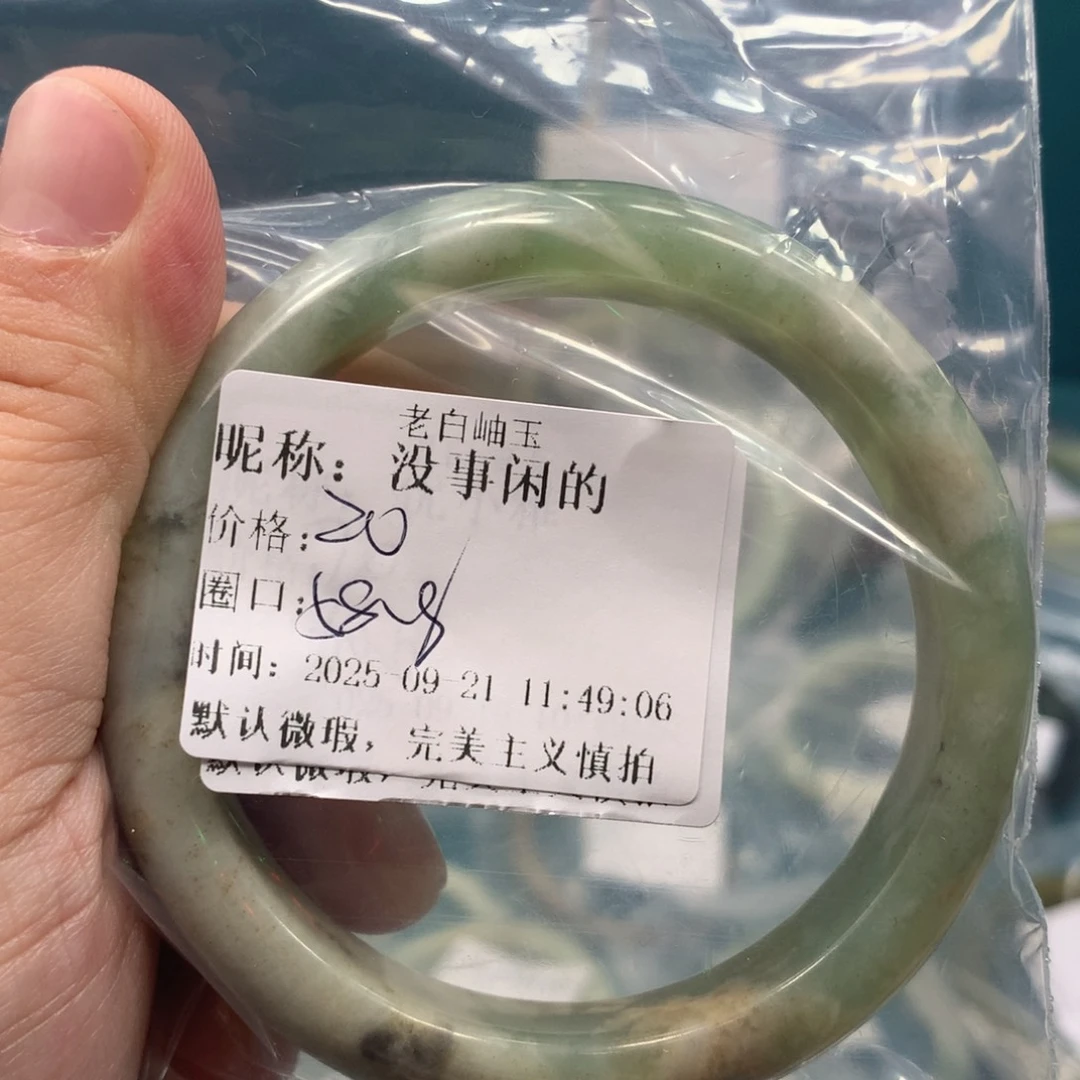 老白岫玉
昵称：没事闲的
价格：20
圈口：58
时间：2025-09-21 11:49:06
默认微瑕，完美主义慎拍